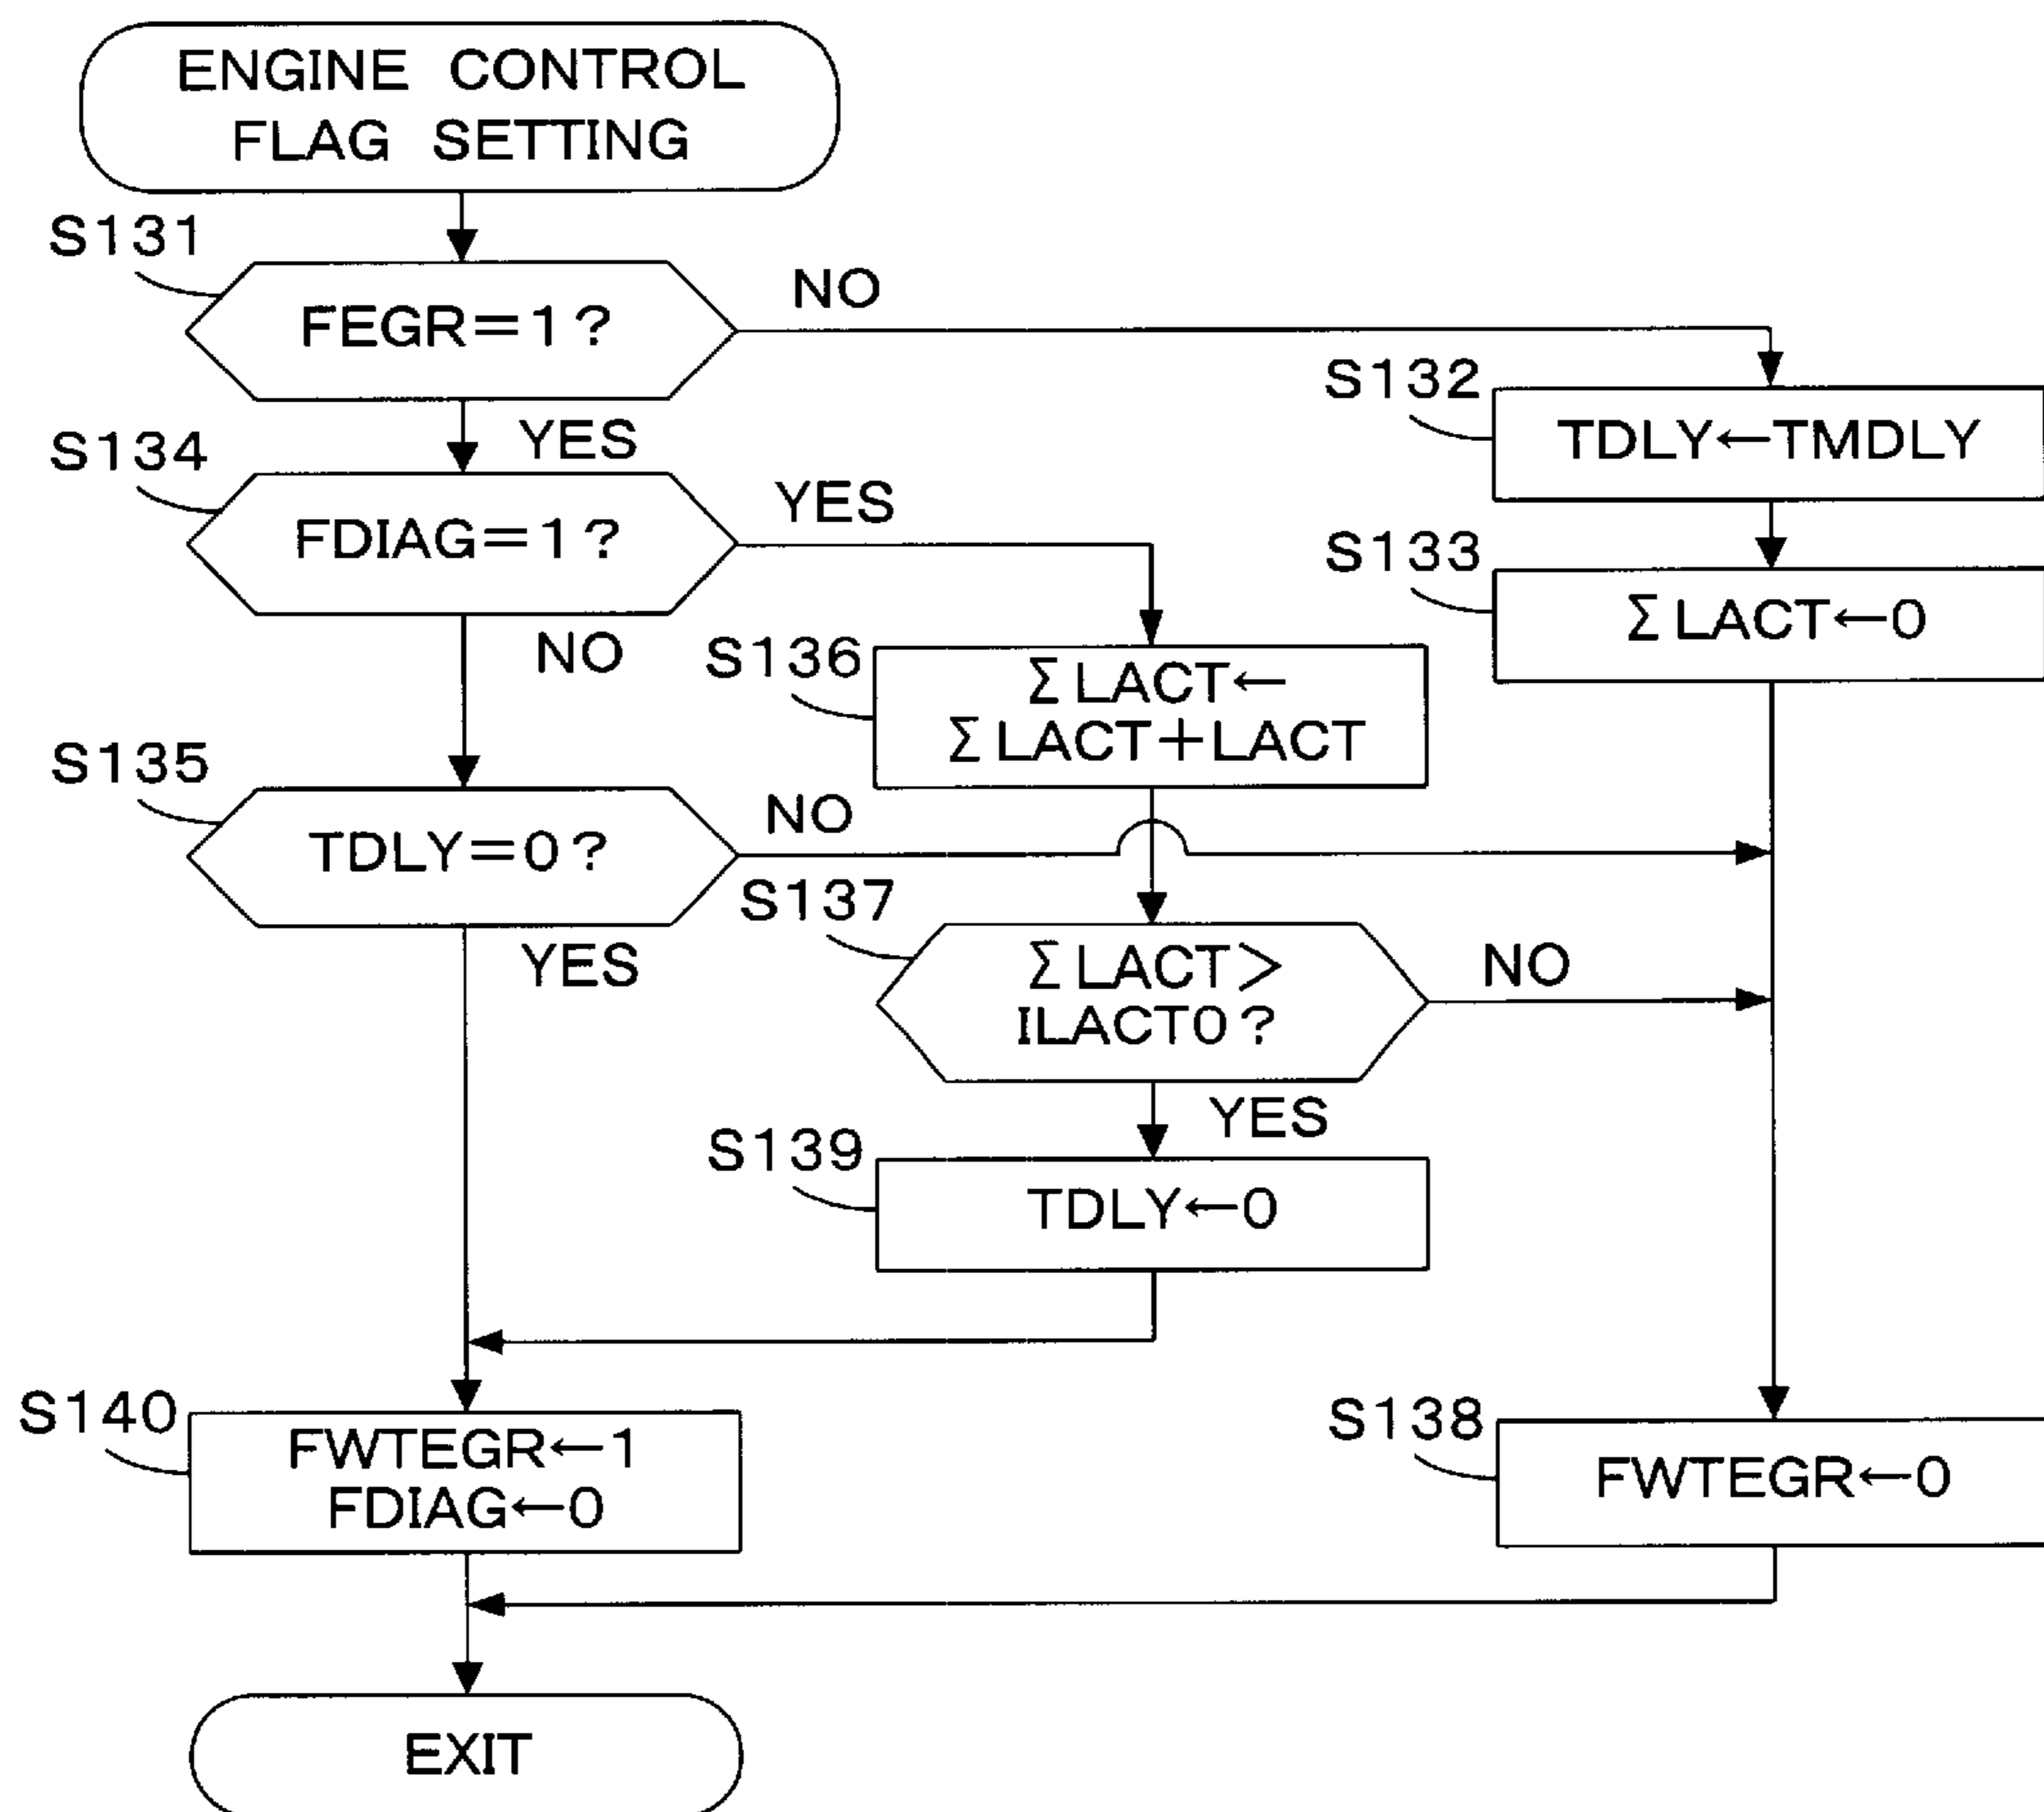 ENGINE CONTROL
FLAG SETTING
S131
FEGR=1?
NO
S132
TDLY←TMDLY
YES
S134
FDIAG=1?
YES
S133
ΣLACT←0
NO
S136
ΣLACT←
ΣLACT+LACT
S135
TDLY=0?
NO
S137
ΣLACT>
ILACT0?
NO
YES
YES
S139
TDLY←0
S140
FWTEGR←1
FDIAG←0
S138
FWTEGR←0
EXIT